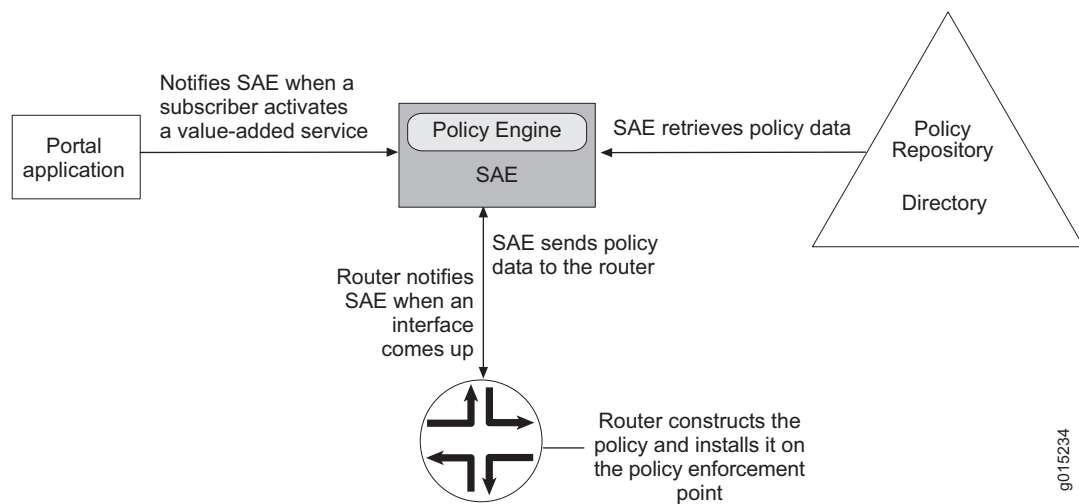 Notifies SAE when a
subscriber activates
a value-added service
Portal
application
Policy Engine
SAE
SAE retrieves policy data
Policy
Repository
Directory
SAE sends policy
data to the router
Router notifies
SAE when an
interface
comes up
Router constructs the
policy and installs it on
the policy enforcement
point
g015234